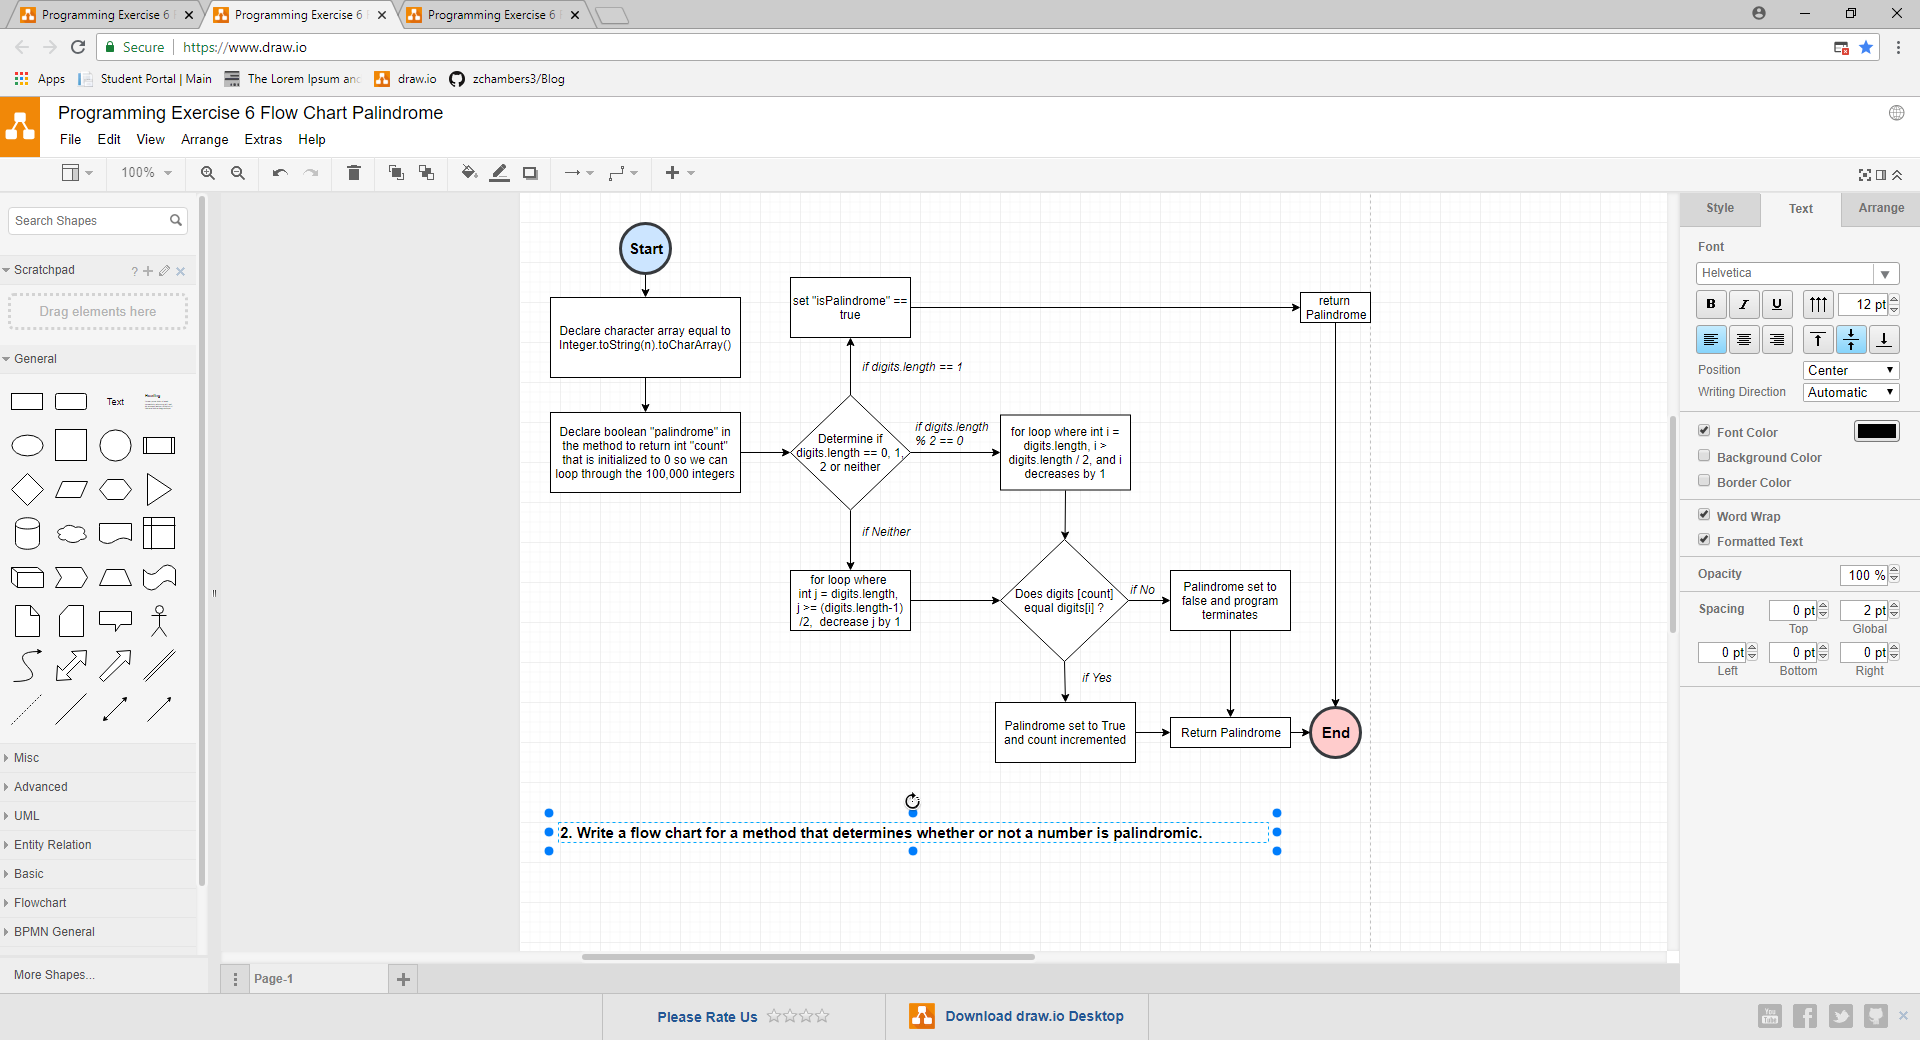 Programming Exercise 6
Programming Exercise 6
Programming Exercise 6
Secure
https://www.draw.io
Apps
Student Portal | Main
The Lorem Ipsum an
draw.io
zchambers3/Blog
Programming Exercise 6 Flow Chart Palindrome
File Edit View Arrange Extras Help
100%
Search Shapes
Scratchpad
?
Drag elements here
General
Text
Heading
Misc
Advanced
UML
Entity Relation
Basic
Flowchart
BPMN General
More Shapes...
Start
Declare character array equal to
Integer.toString(n).toCharArray()
Declare boolean "palindrome" in
the method to return int "count"
that is initialized to 0 so we can
loop through the 100,000 integers
set "isPalindrome" ==
true
if digits.length == 1
Determine if
digits.length == 0, 1,
2 or neither
if digits.length
% 2 == 0
for loop where int i =
digits.length, i >
digits.length / 2, and i
decreases by 1
if Neither
for loop where
int j = digits.length,
j >= (digits.length-1)
/2, decrease j by 1
Does digits [count]
equal digits[i] ?
if No
Palindrome set to
false and program
terminates
if Yes
Palindrome set to True
and count incremented
Return Palindrome
return
Palindrome
End
2. Write a flow chart for a method that determines whether or not a number is palindromic.
Page-1
Style
Text
Arrange
Font
Helvetica
B I U
12 pt
Position
Center
Writing Direction
Automatic
Font Color
Background Color
Border Color
Word Wrap
Formatted Text
Opacity
100 %
Spacing
0 pt
2 pt
Top
Global
0 pt
0 pt
0 pt
Left
Bottom
Right
Please Rate Us
Download draw.io Desktop
You
Tube